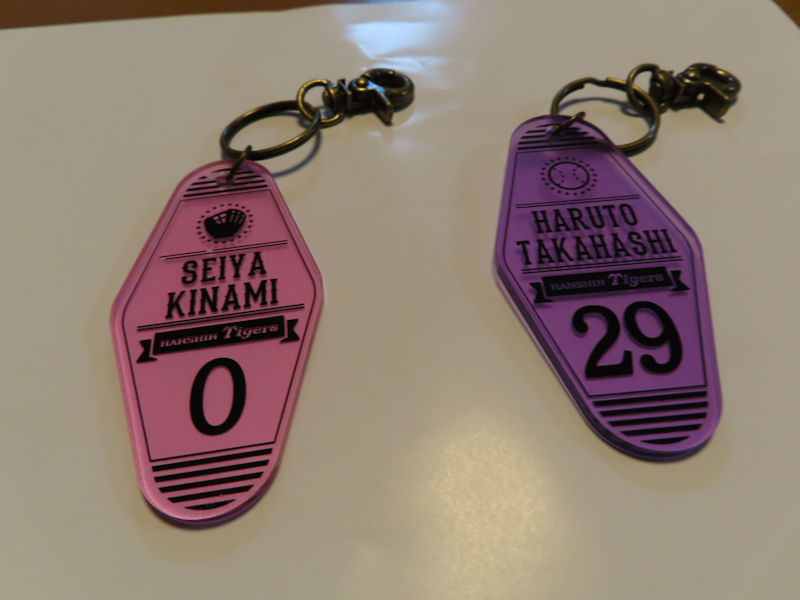 SEIYA
KINAMI
HANSHIN Tigers
0
HARUTO
TAKAHASHI
HANSHIN Tigers
29